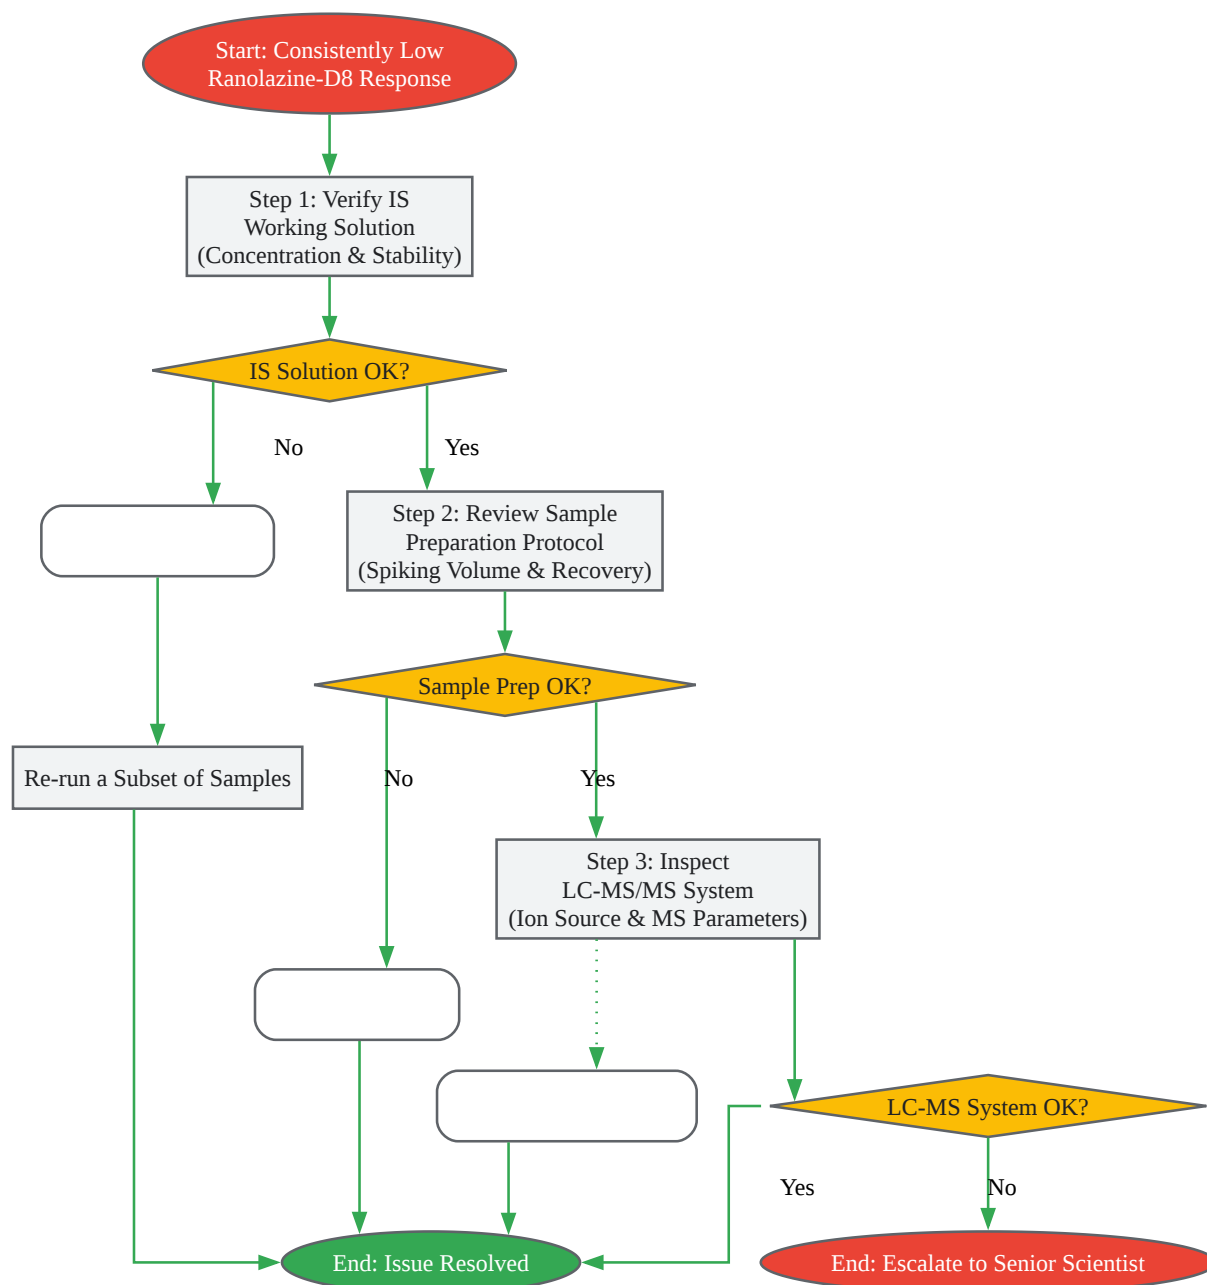 Start: Consistently Low
Ranolazine-D8 Response
Step 1: Verify IS
Working Solution
(Concentration & Stability)
IS Solution OK?
No
Yes
Step 2: Review Sample
Preparation Protocol
(Spiking Volume & Recovery)
Sample Prep OK?
Re-run a Subset of Samples
No
Yes
Step 3: Inspect
LC-MS/MS System
(Ion Source & MS Parameters)
LC-MS System OK?
Yes
No
End: Issue Resolved
End: Escalate to Senior Scientist